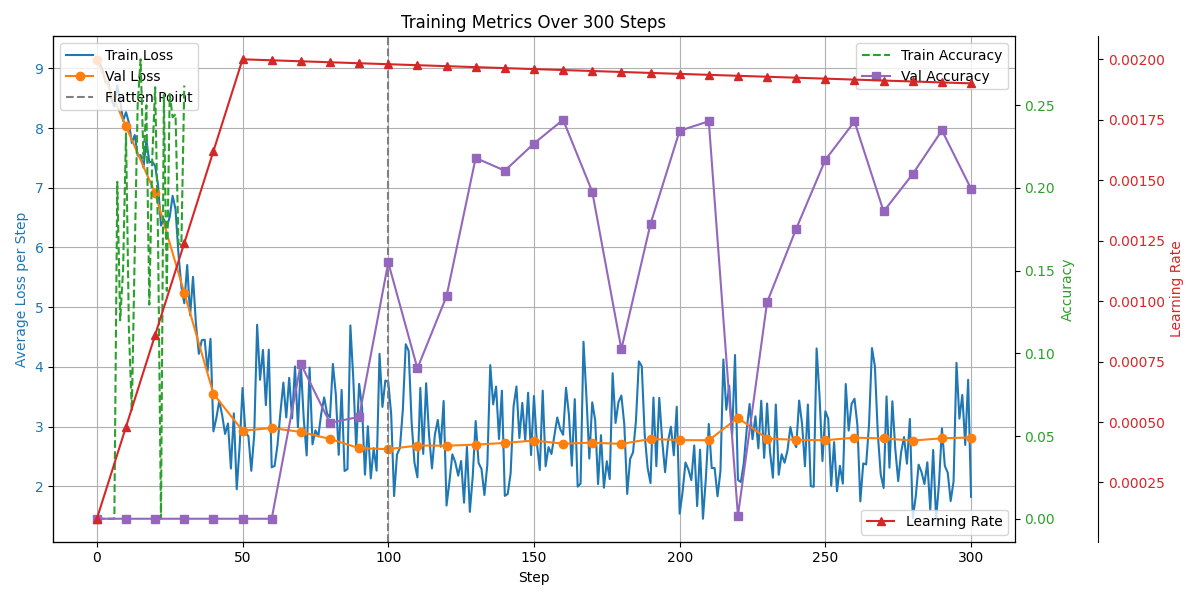 Training Metrics Over 300 Steps
Train Loss
Val Loss
Flatten Point
Train Accuracy
Val Accuracy
Learning Rate
Average Loss per Step
9
8
7
6
5
4
3
2
0
50
100
150
200
250
300
Step
0.25
0.20
0.15
0.10
0.05
0.00
Accuracy
0.00200
0.00175
0.00150
0.00125
0.00100
0.00075
0.00050
0.00025
Learning Rate